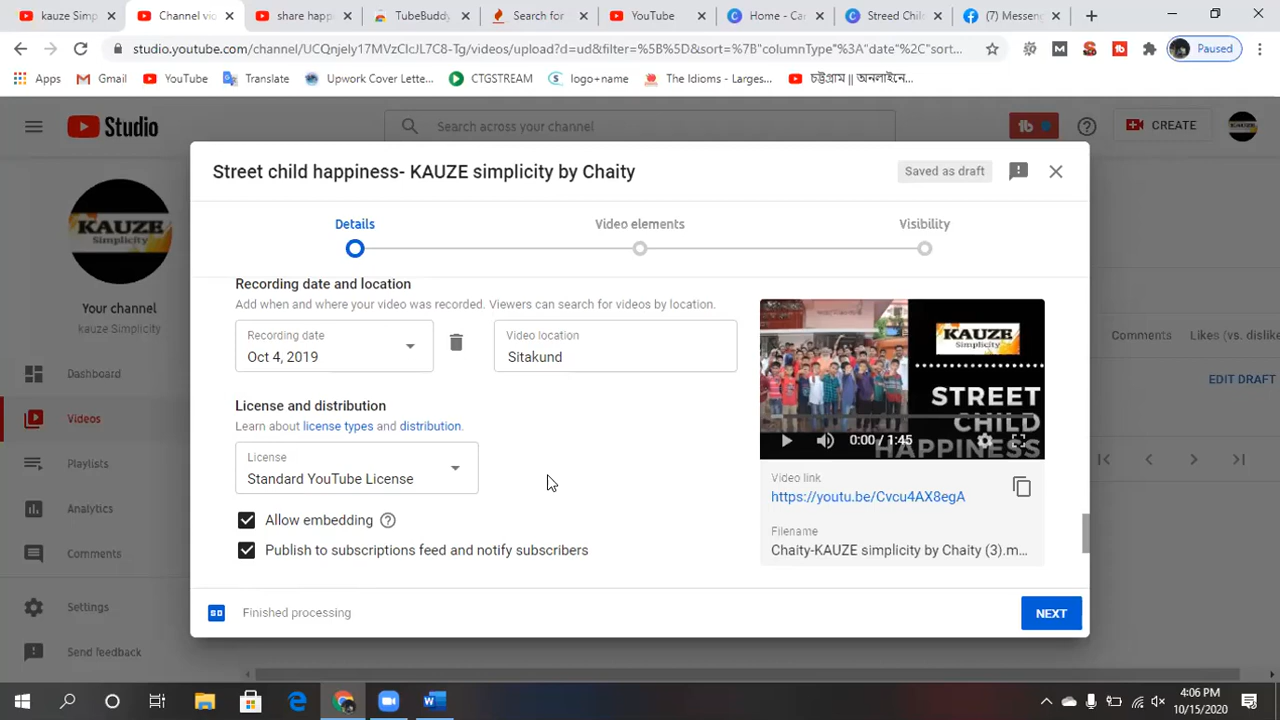 kauze Simp
Channel vi
share happ
TubeBuddy
Search for
YouTube
Home - Ca
Streed Chil
(7) Messen
studio.youtube.com/channel/UCQnjely17MVzClcJL7C8-Tg/videos/upload?d=ud&filter=%5B%5D&sort=%7B"columnType"%3A"date"%2C"sort...
Paused
Apps
Gmail
YouTube
Translate
Upwork Cover Lette...
CTGSTREAM
logo+name
The Idioms - Larges...
চট্টগ্রাম || অনলাইনে...
Studio
Search across your channel
tb
CREATE
Street child happiness- KAUZE simplicity by Chaity
Saved as draft
Details
Video elements
Visibility
KAUZE
Simplicity
Your channel
kauze Simplicity
Dashboard
Videos
Playlists
Analytics
Comments
Settings
Send feedback
Recording date and location
Add when and where your video was recorded. Viewers can search for videos by location.
Recording date
Oct 4, 2019
Video location
Sitakund
License and distribution
Learn about license types and distribution.
License
Standard YouTube License
Allow embedding
Publish to subscriptions feed and notify subscribers
KAUZE
Simplicity
STREET
CHILD
HAPPINESS
0:00 / 1:45
Video link
https://youtu.be/Cvcu4AX8egA
Filename
Chaity-KAUZE simplicity by Chaity (3).m...
Comments
Likes (vs. dislike
EDIT DRAFT
SD
Finished processing
NEXT
4:06 PM
10/15/2020